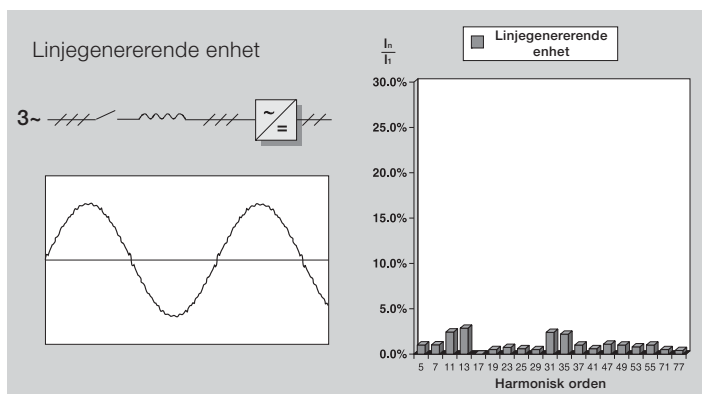 Linjegenererende enhet
3~
~
=
Iₙ
I₁
Linjegenererende
enhet
30.0%
25.0%
20.0%
15.0%
10.0%
5.0%
0.0%
5 7 11 13 17 19 23 25 29 31 35 37 41 47 49 53 55 71 77
Harmonisk orden